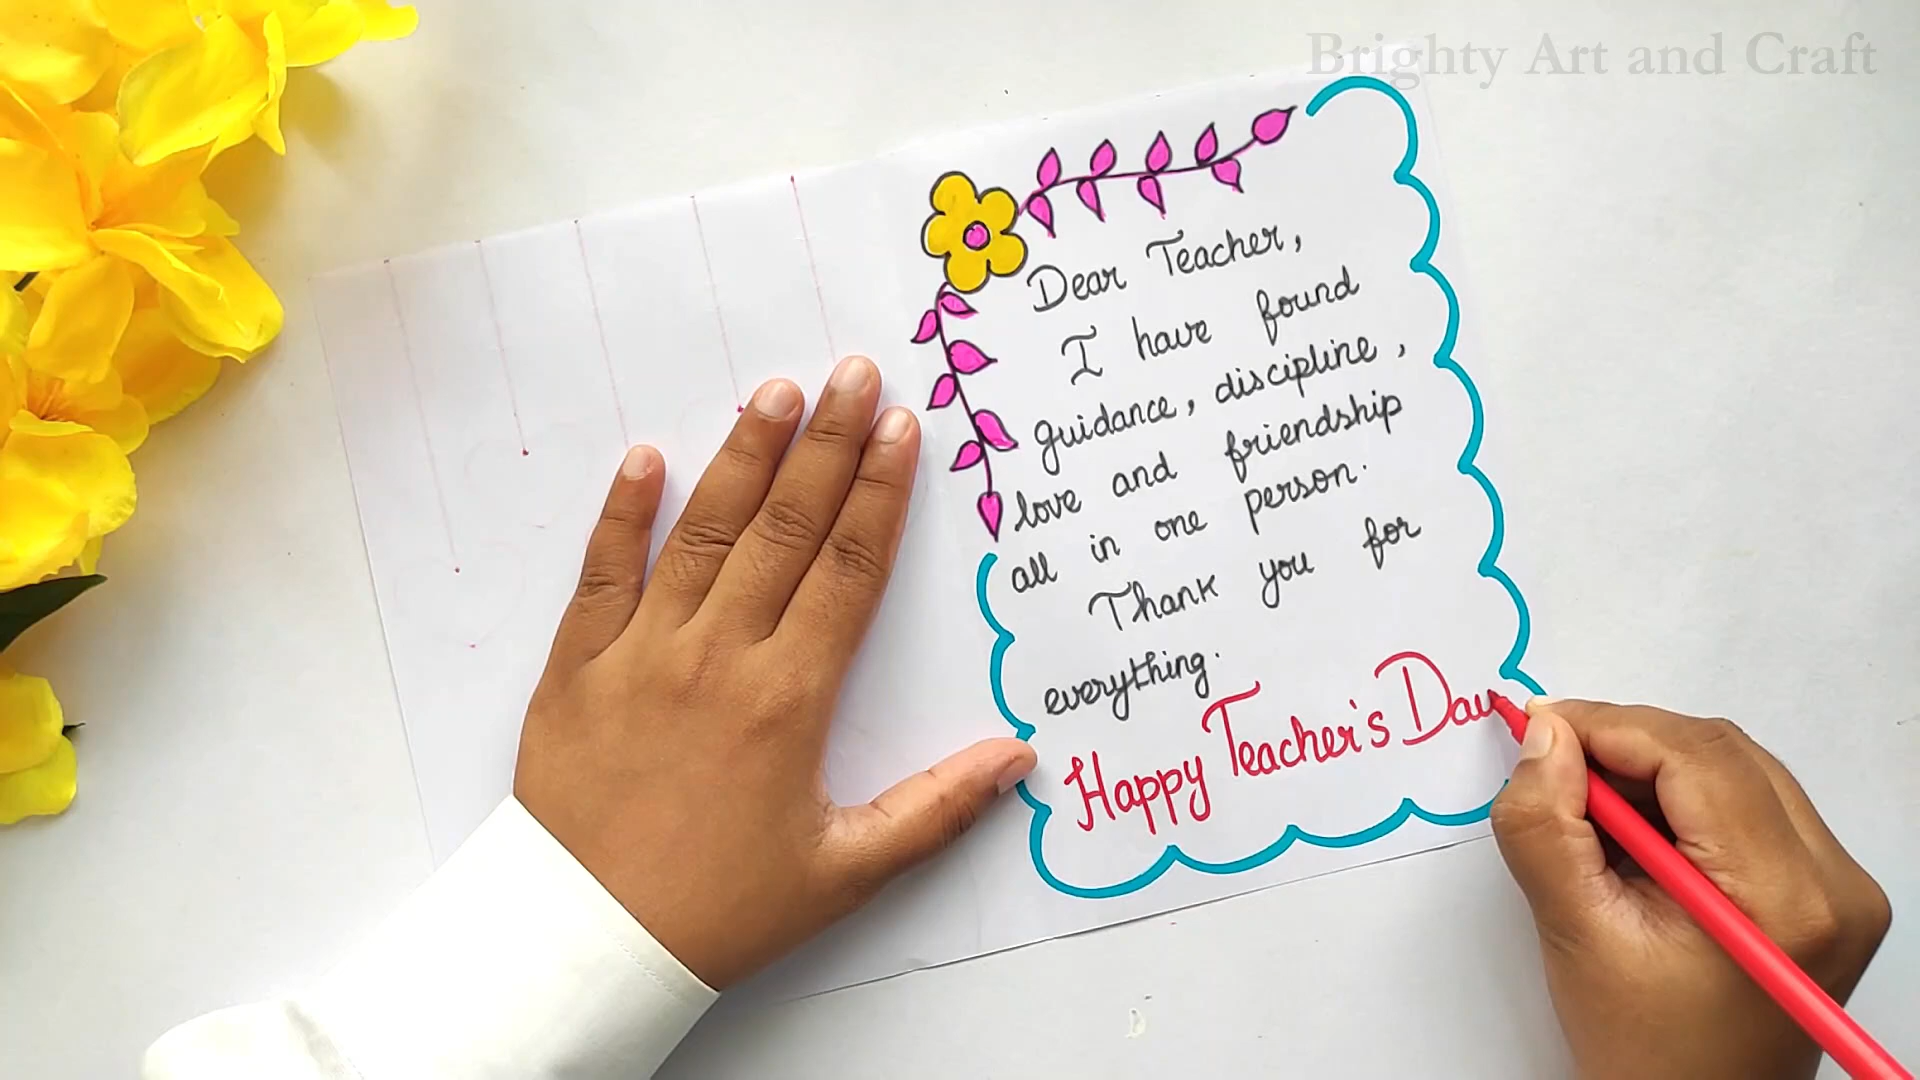 Brighty Art and Craft
Dear Teacher,
I have found
guidance, discipline,
love and friendship
all in one person.
Thank you for
everything.
Happy Teacher's Day